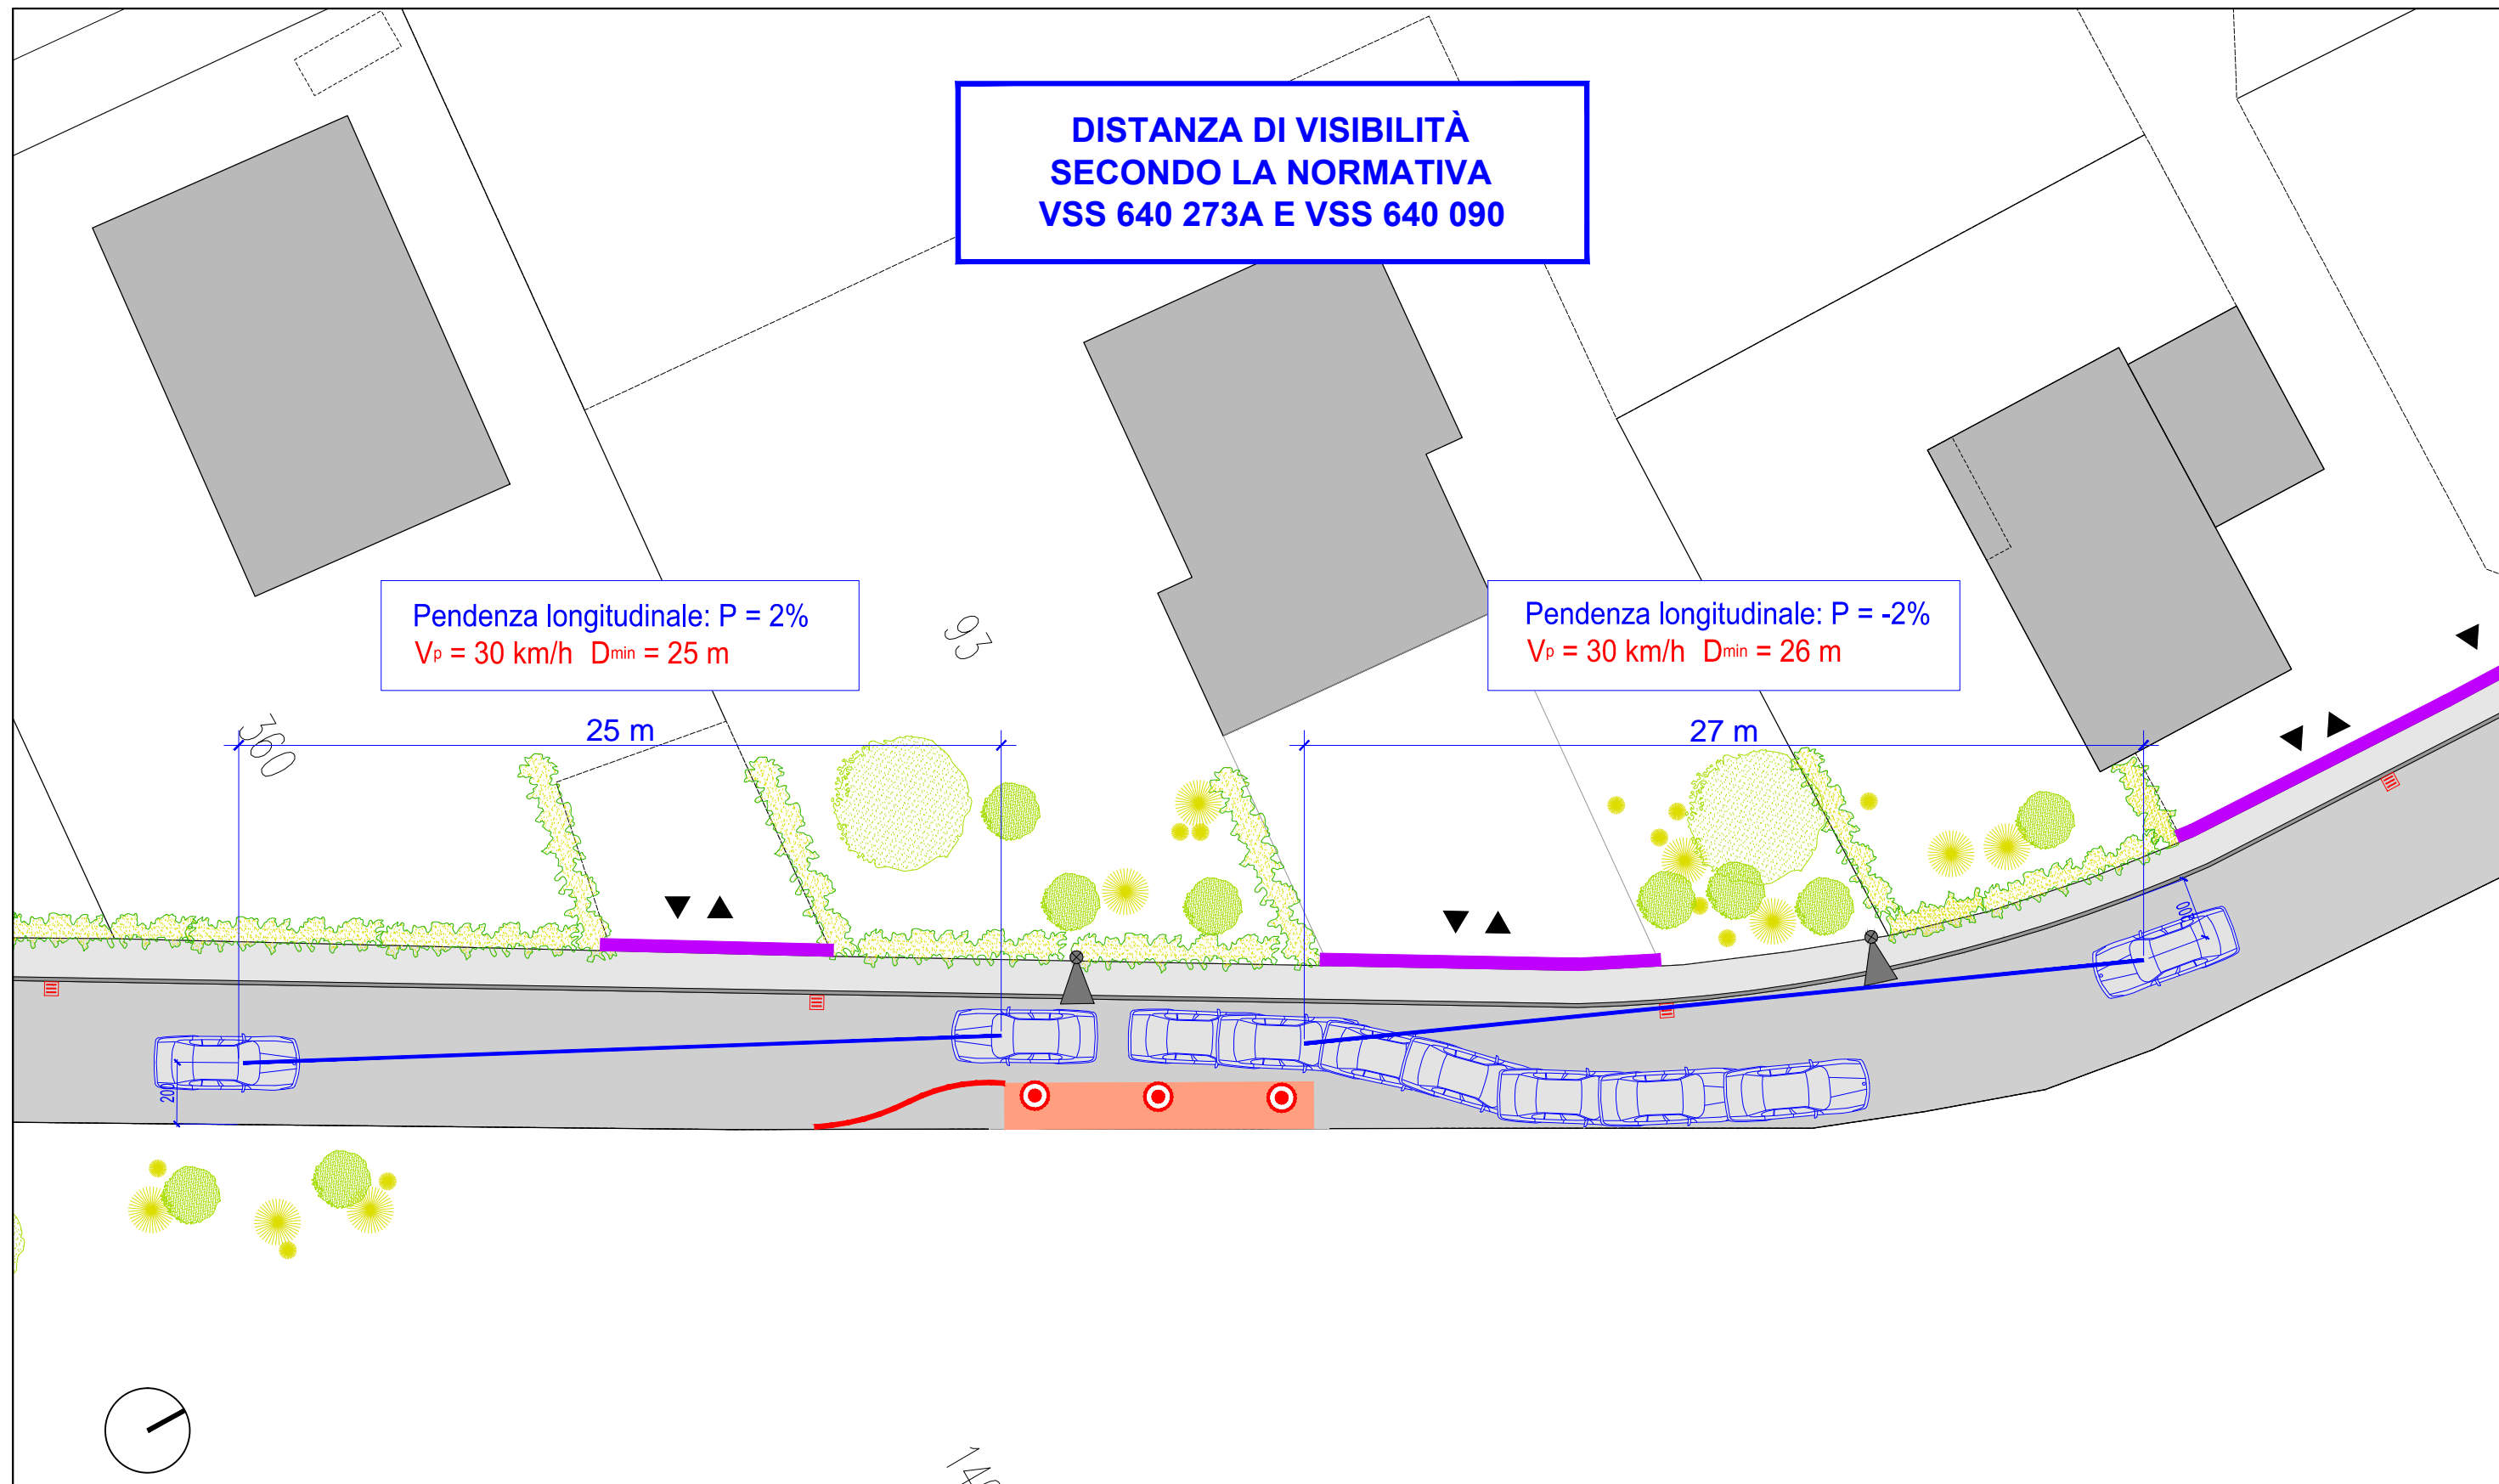 DISTANZA DI VISIBILITÀ
SECONDO LA NORMATIVA
VSS 640 273A E VSS 640 090
Pendenza longitudinale: P = 2%
Vp = 30 km/h Dmin = 25 m
Pendenza longitudinale: P = -2%
Vp = 30 km/h Dmin = 26 m
93
360
25 m
27 m
200